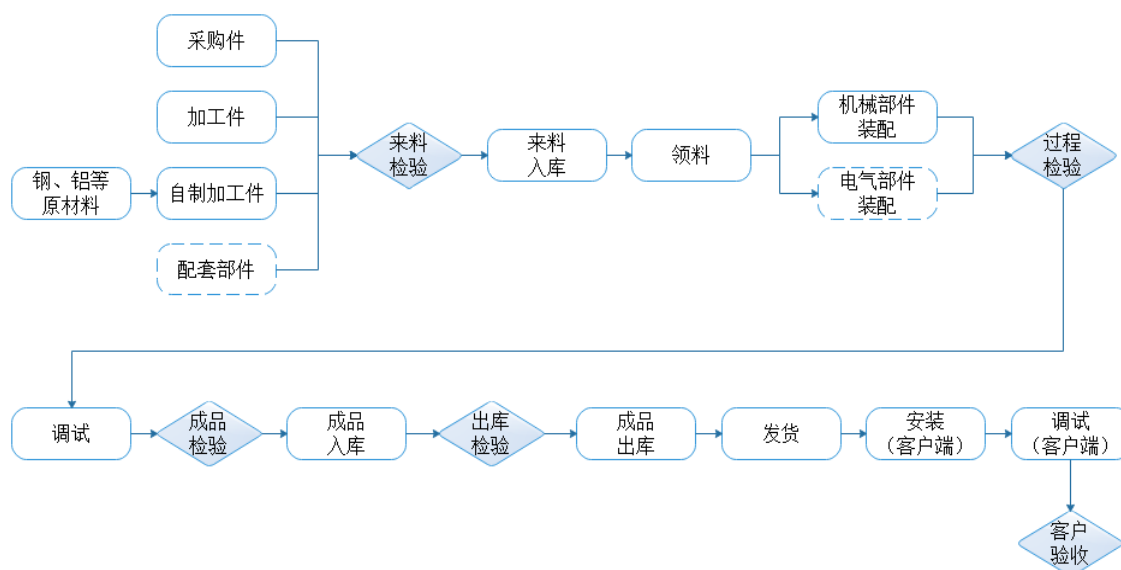 采购件
加工件
钢、铝等
原材料
自制加工件
配套部件
来料
检验
来料
入库
领料
机械部件
装配
电气部件
装配
过程
检验
调试
成品
检验
成品
入库
出库
检验
成品
出库
发货
安装
（客户端）
调试
（客户端）
客户
验收